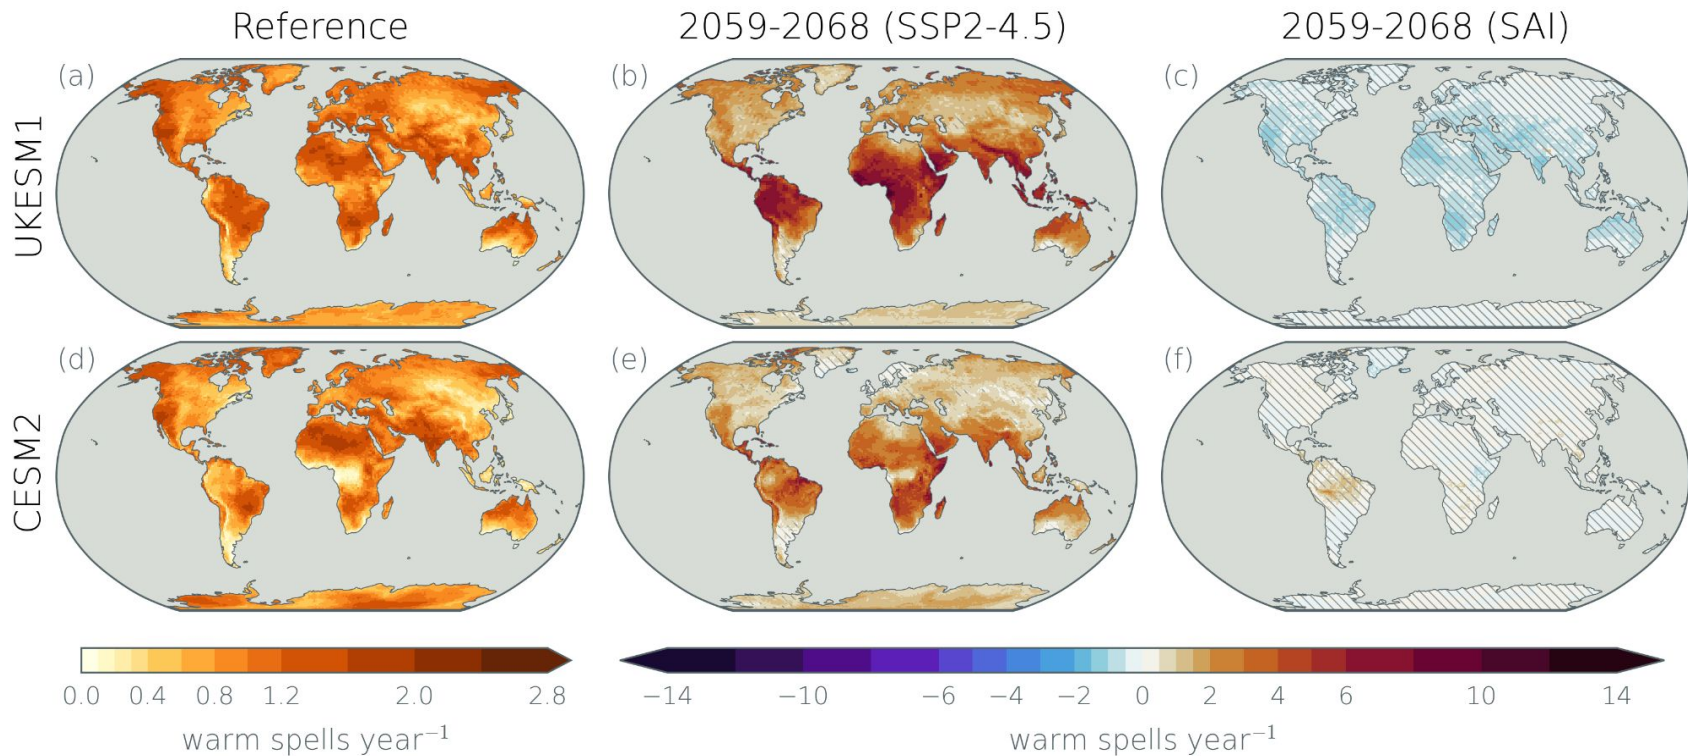 Reference
2059-2068 (SSP2-4.5)
2059-2068 (SAI)
UKESM1
(a)
(b)
(c)
CESM2
(d)
(e)
(f)
0.0 0.4 0.8 1.2 2.0 2.8
warm spells year⁻¹
−14 −10 −6 −4 −2 0 2 4 6 10 14
warm spells year⁻¹